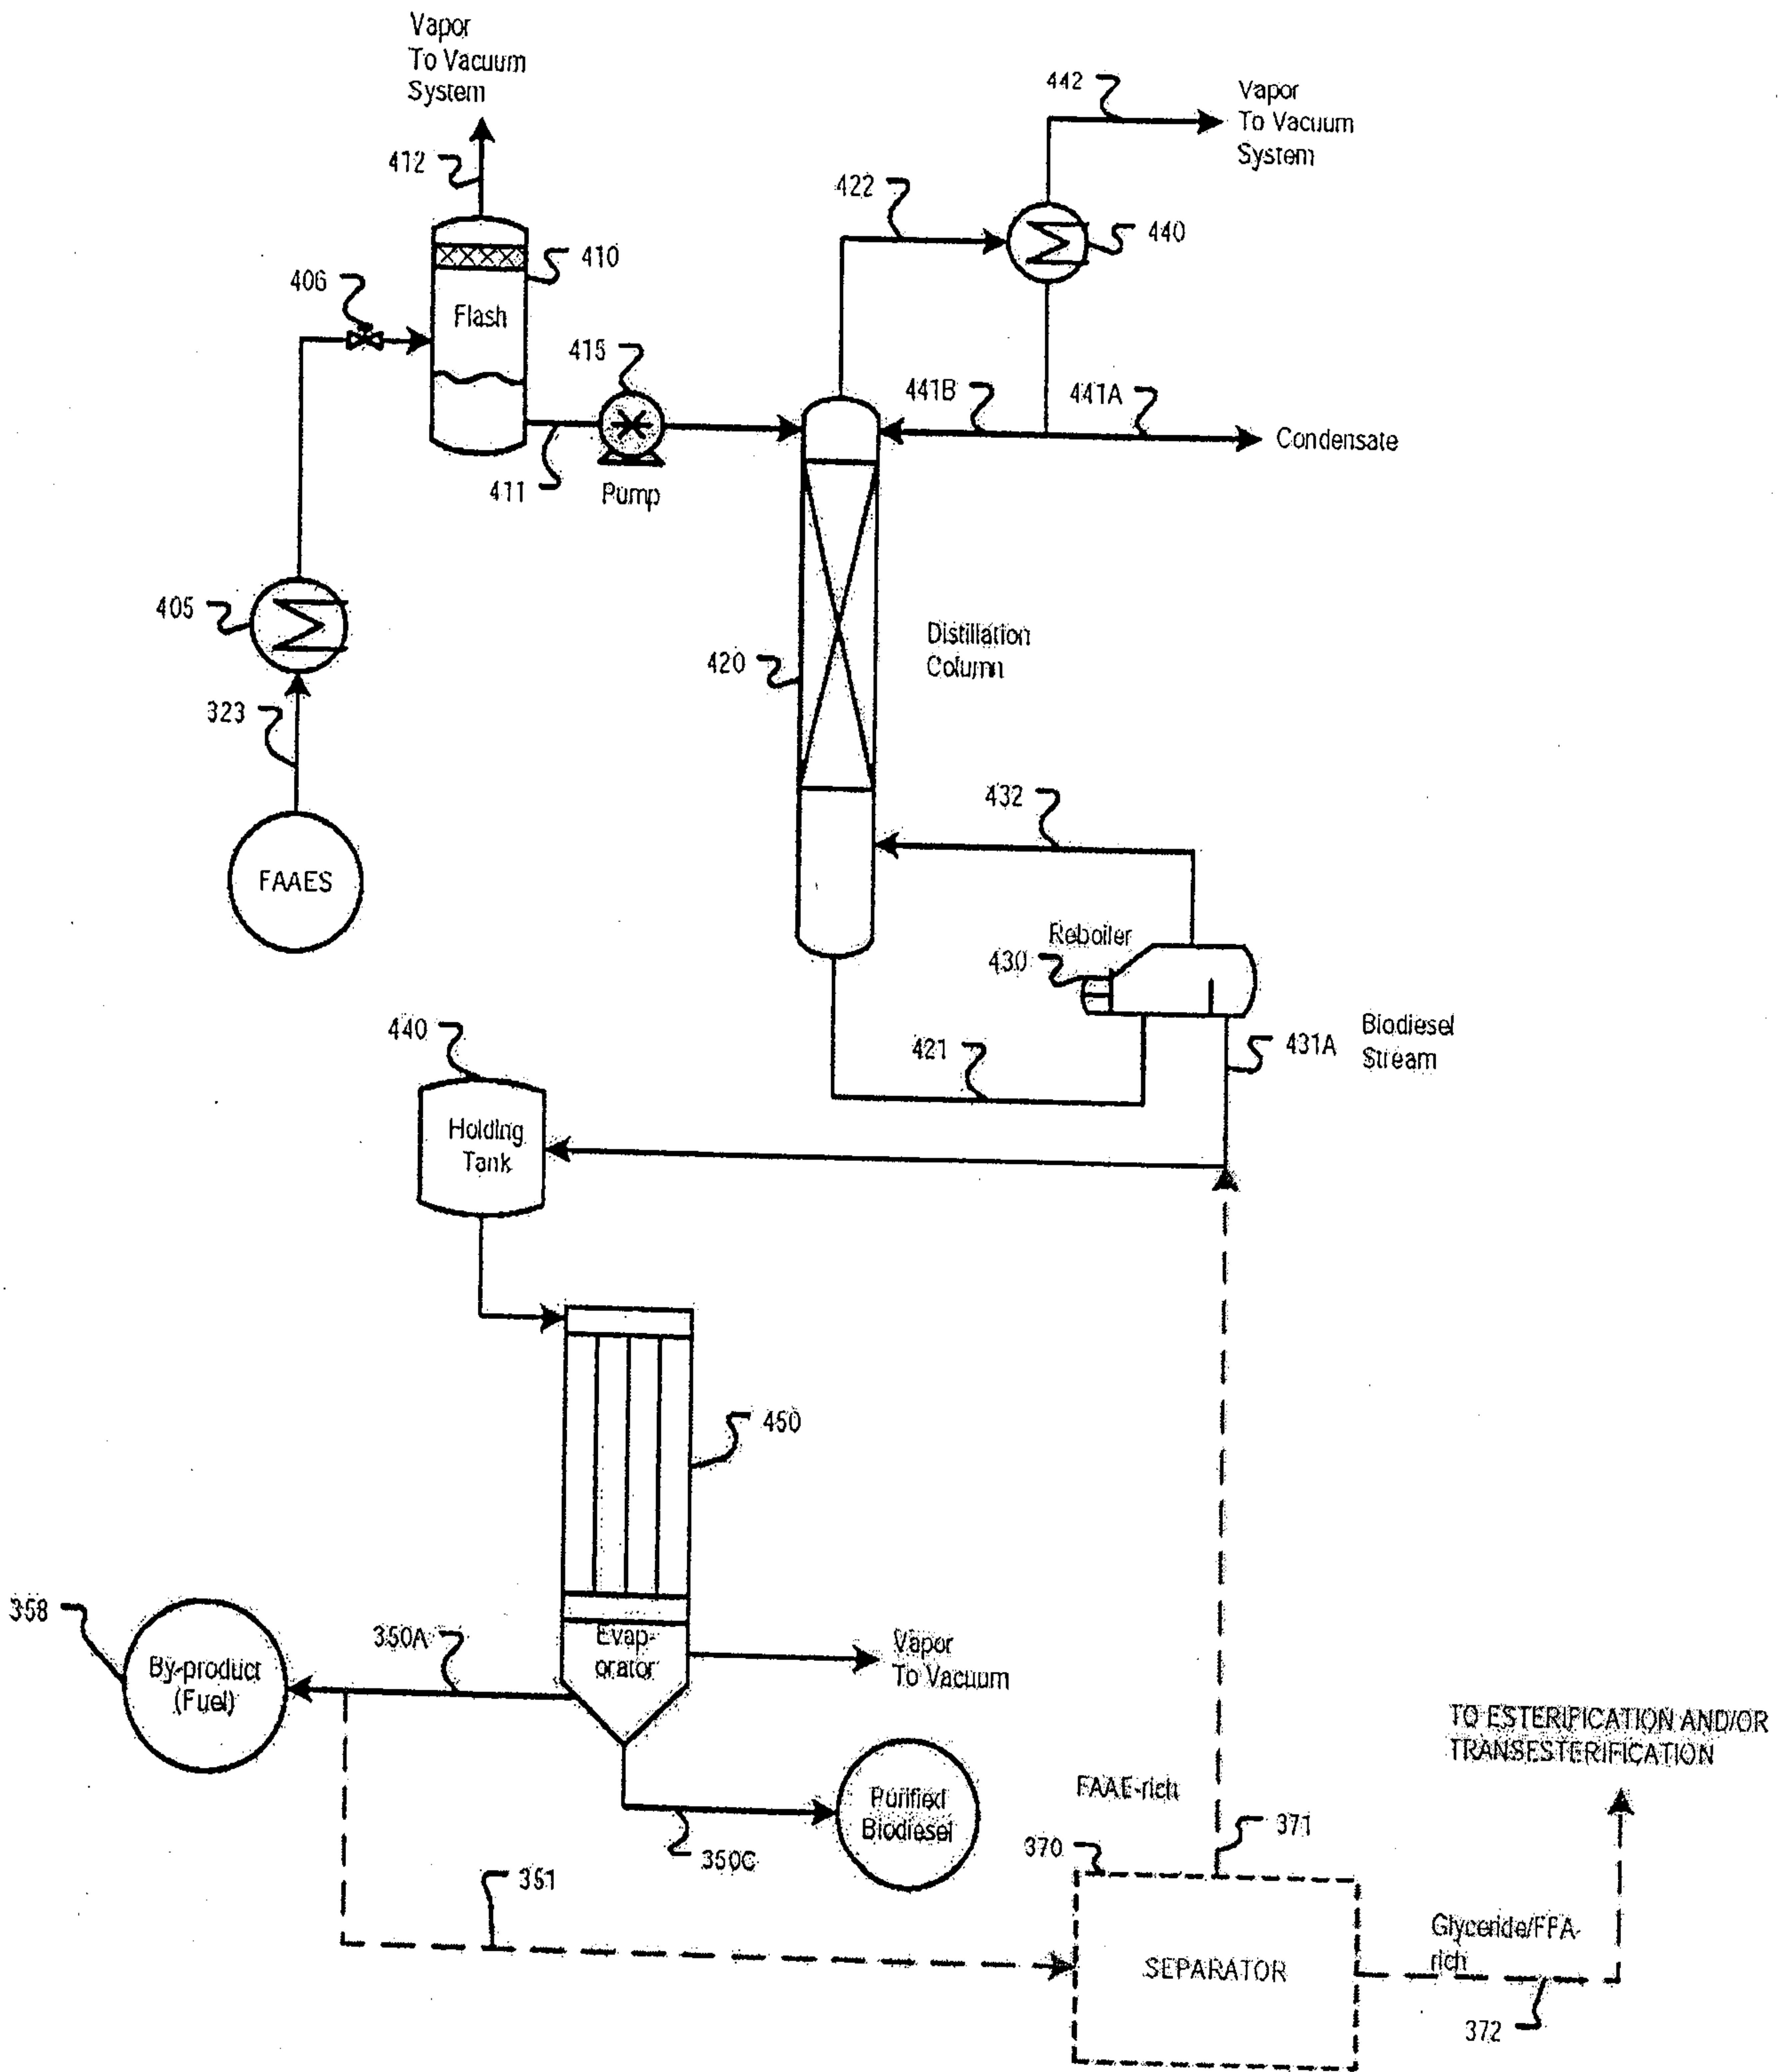 Vapor
To Vacuum
System
442
Vapor
To Vacuum
System
412
422
440
410
406
Flash
415
441B
441A
Condensate
411
Pump
405
Distillation
Column
420
323
432
FAAES
Reboiler
430
440
421
431A
Biodiesel
Stream
Holding
Tank
450
358
350A
Evap-
orator
Vapor
To Vacuum
By-product
(Fuel)
TO ESTERIFICATION AND/OR
TRANSESTERIFICATION
FAAE-rich
Purified
Biodiesel
371
370
350C
351
Glyceride/FFA-
rich
SEPARATOR
372